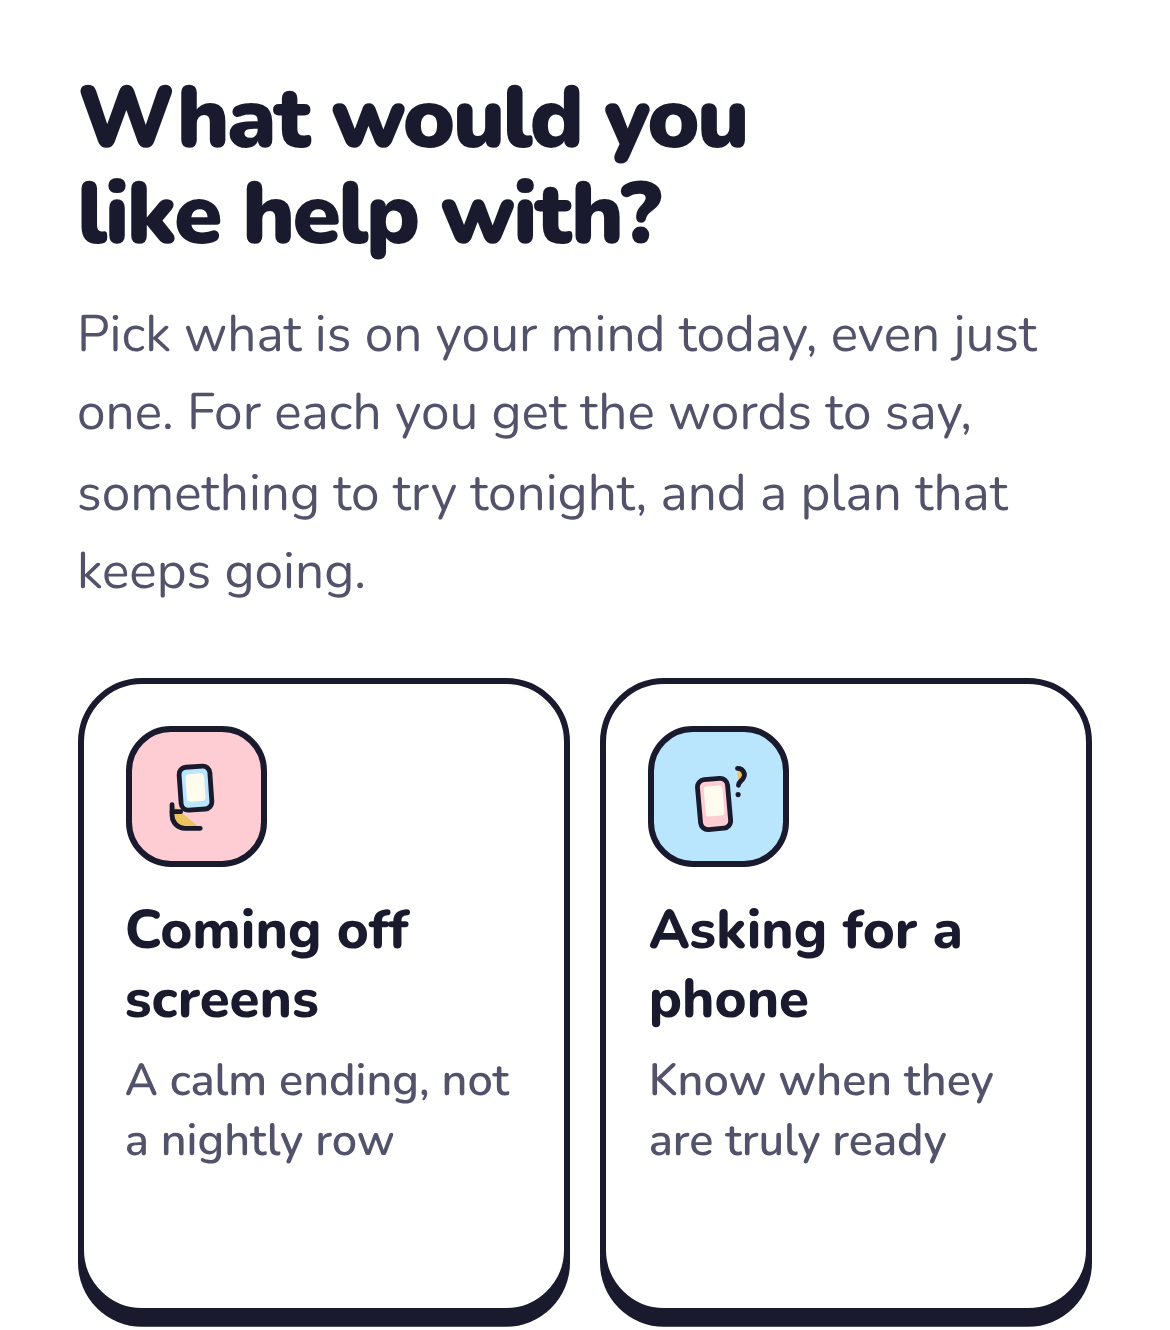 What would you
like help with?
Pick what is on your mind today, even just
one. For each you get the words to say,
something to try tonight, and a plan that
keeps going.
?
Coming off
screens
A calm ending, not
a nightly row
Asking for a
phone
Know when they
are truly ready